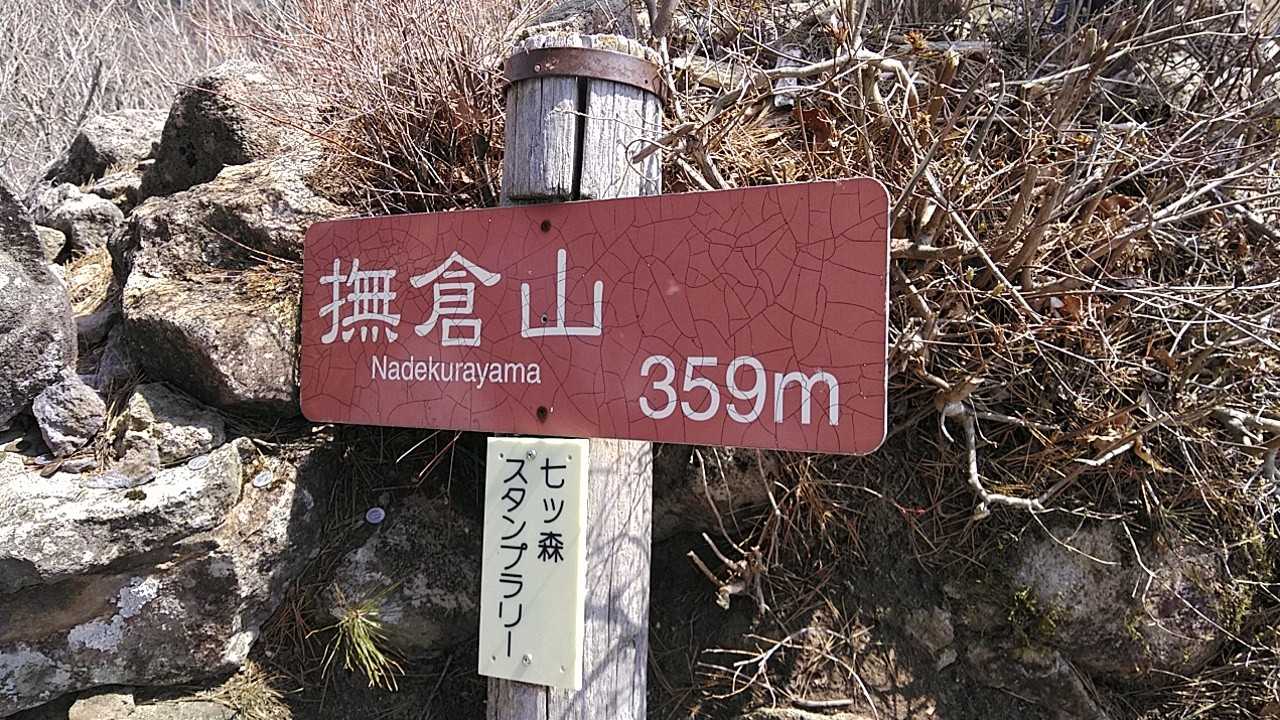 撫倉山
Nadekurayama
359m
七ッ森
スタンプラリー